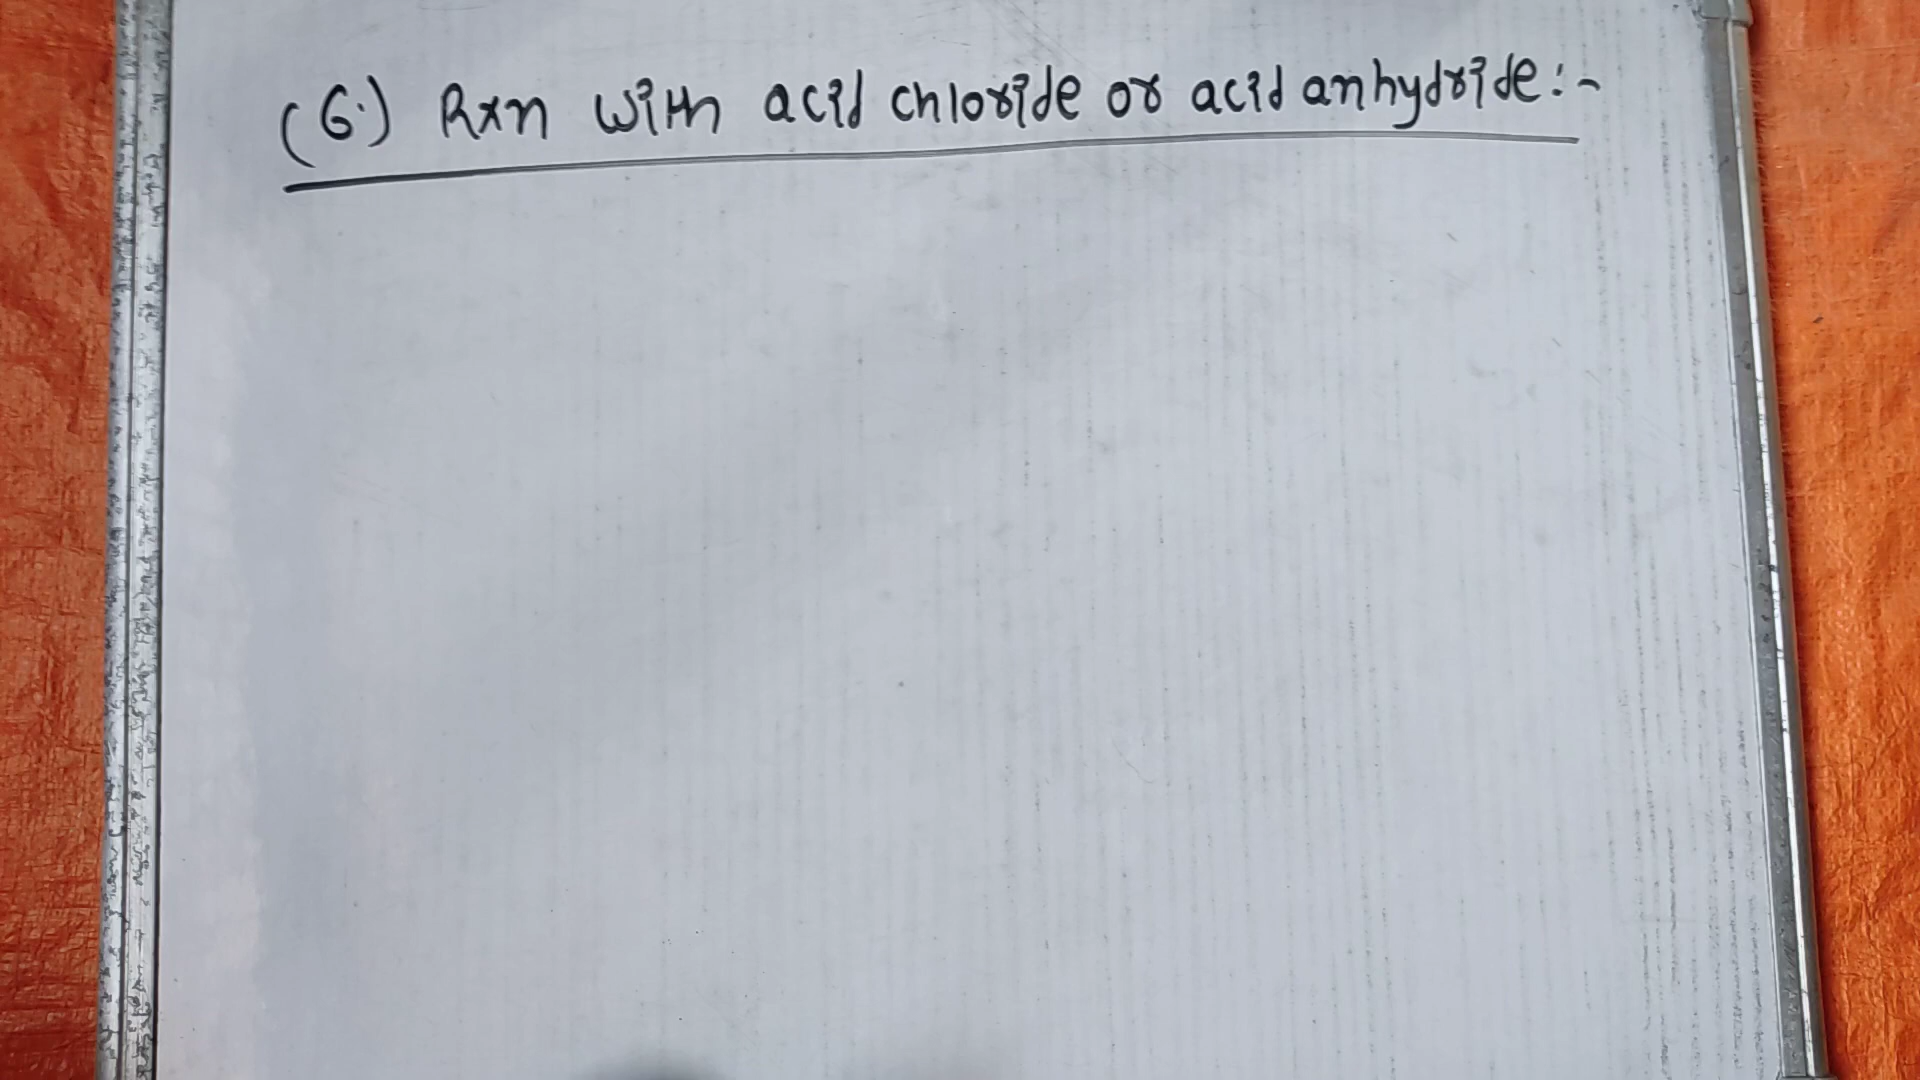 (6.) Rxn with acid chloride or acid anhydride:-